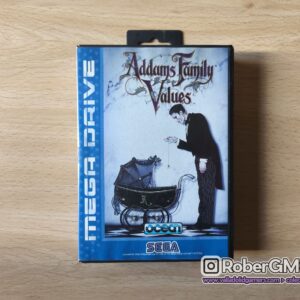 Addams Family
Values
MEGA DRIVE
ocean
SEGA
RoberGM